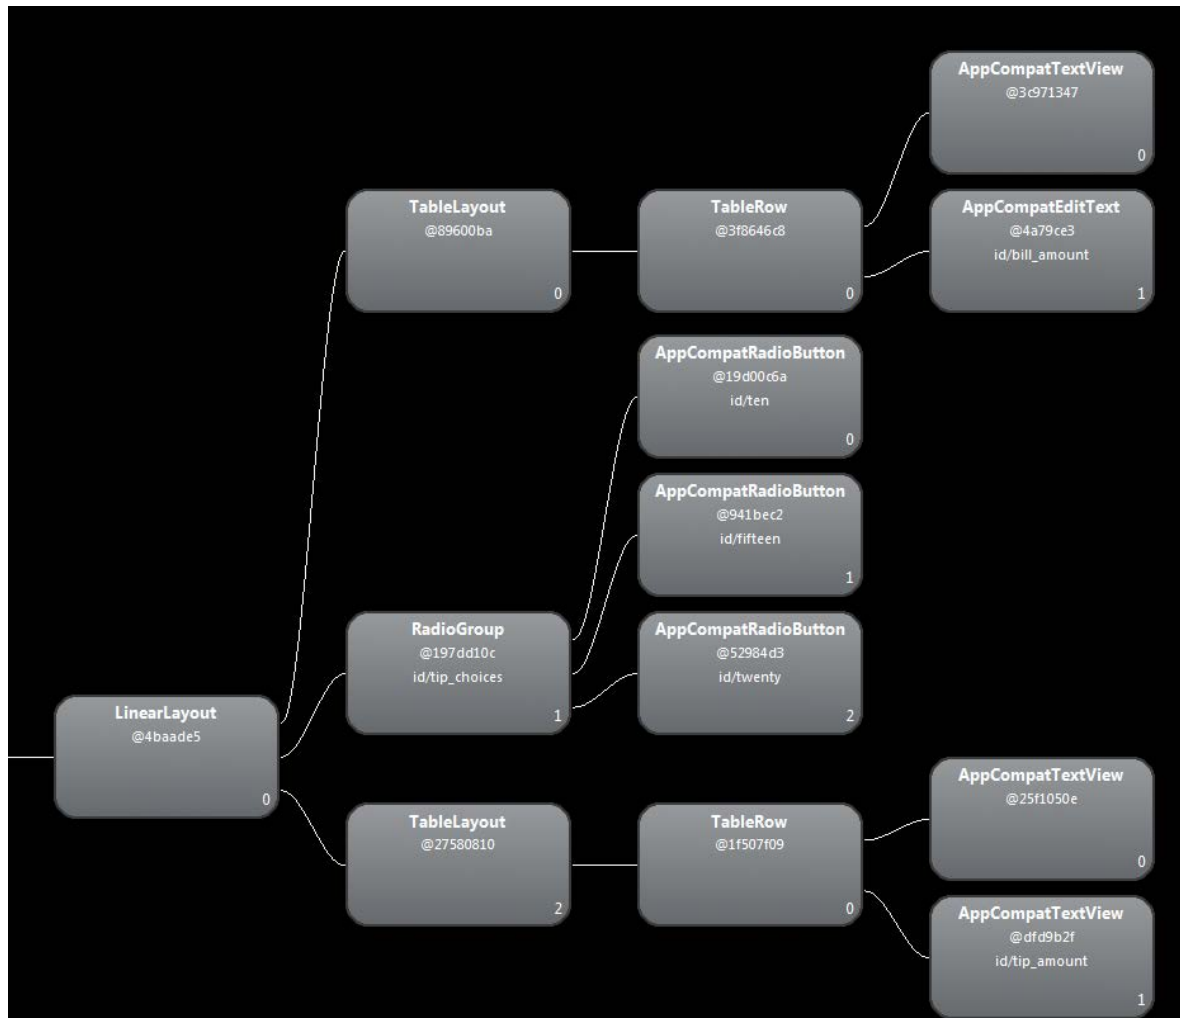 AppCompatTextView
@3c971347
0
TableLayout
@89600ba
0
TableRow
@3f8646c8
0
AppCompatEditText
@4a79ce3
id/bill_amount
1
AppCompatRadioButton
@19d00c6a
id/ten
0
AppCompatRadioButton
@941bec2
id/fifteen
1
RadioGroup
@197dd10c
id/tip_choices
1
AppCompatRadioButton
@52984d3
id/twenty
2
LinearLayout
@4baade5
0
AppCompatTextView
@25f1050e
0
TableLayout
@27580810
2
TableRow
@1f507f09
0
AppCompatTextView
@dfd9b2f
id/tip_amount
1